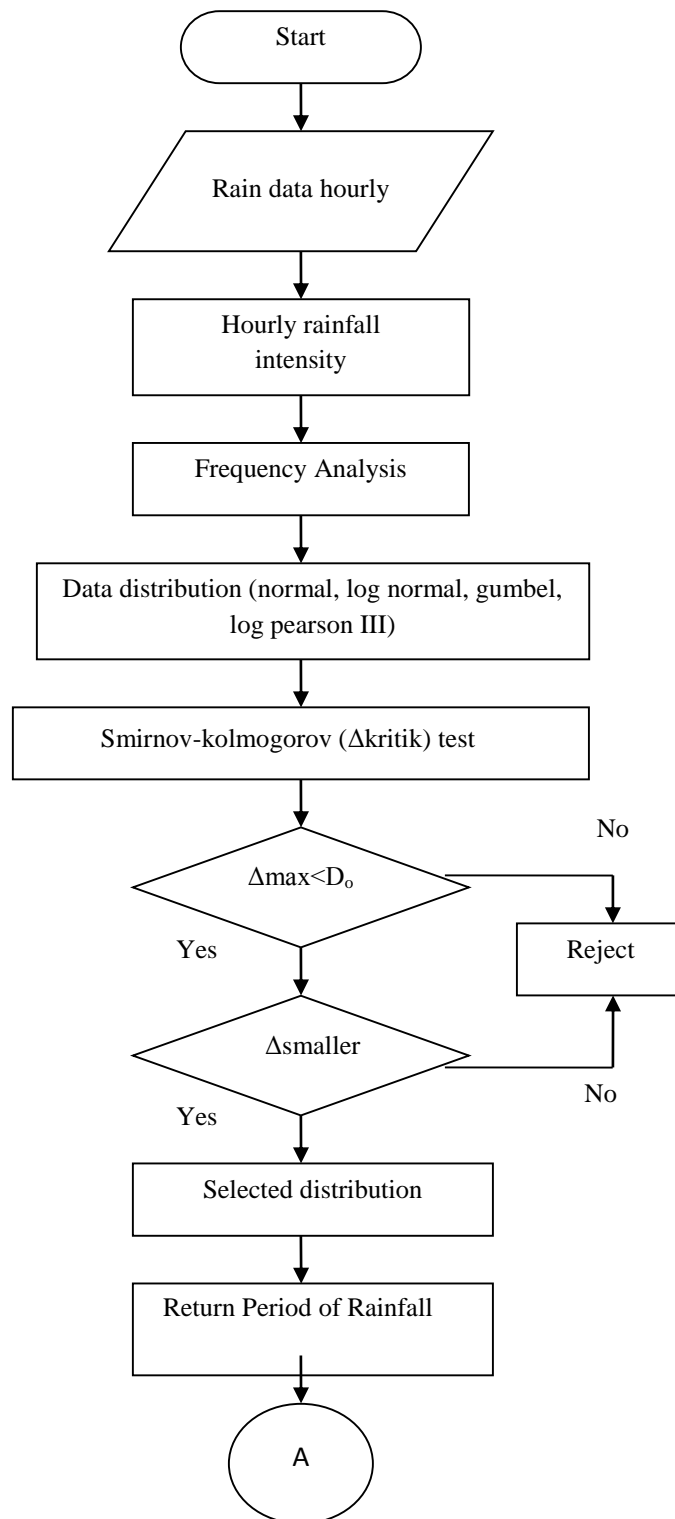 Start
Rain data hourly
Hourly rainfall
intensity
Frequency Analysis
Data distribution (normal, log normal, gumbel,
log pearson III)
Smirnov-kolmogorov (Δkritik) test
No
Δmax<Dₒ
Yes
Reject
Δsmaller
No
Yes
Selected distribution
Return Period of Rainfall
A